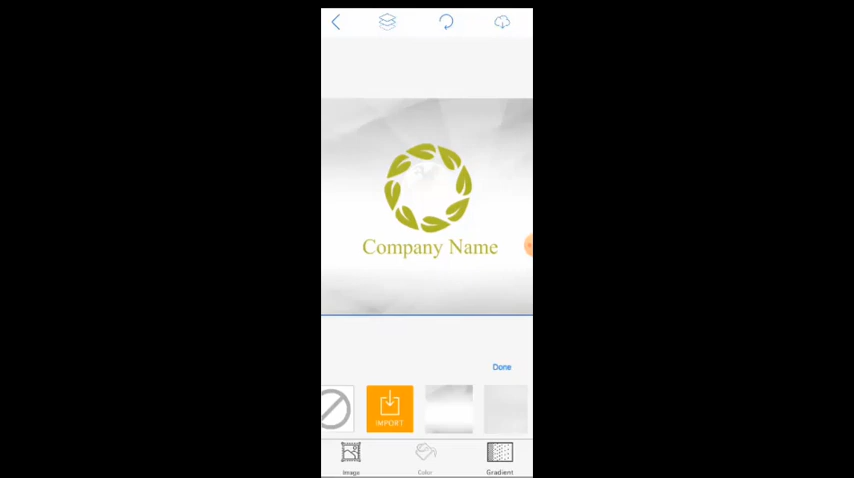 Company Name
Done
IMPORT
Image
Color
Gradient